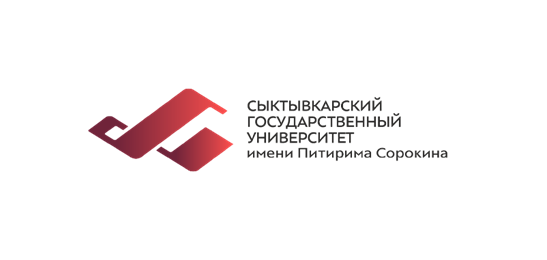 СЫКТЫВКАРСКИЙ
ГОСУДАРСТВЕННЫЙ
УНИВЕРСИТЕТ
имени Питирима Сорокина